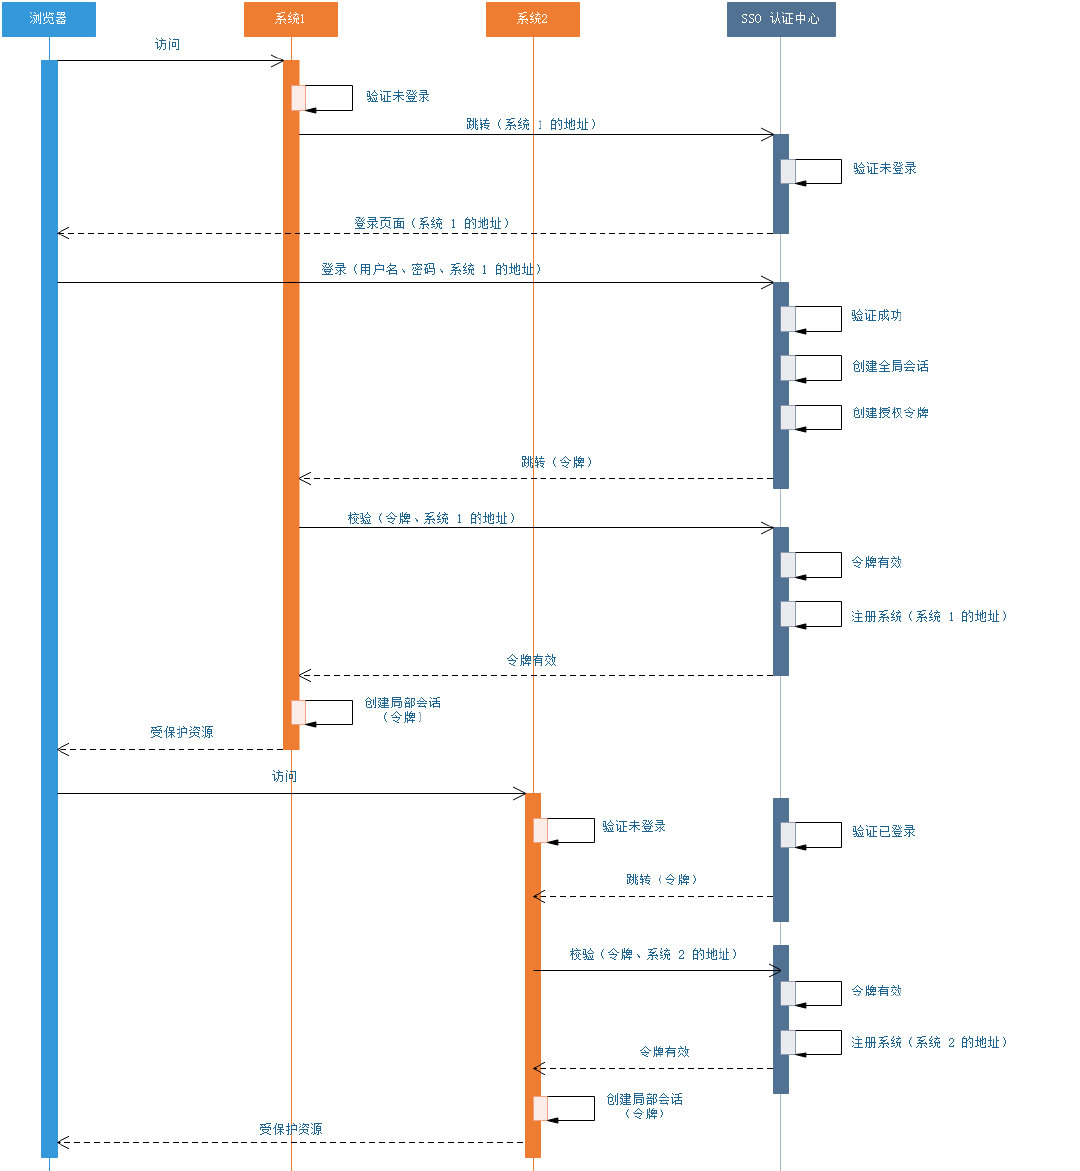 浏览器
系统1
系统2
SSO 认证中心
访问
验证未登录
跳转（系统 1 的地址）
验证未登录
登录页面（系统 1 的地址）
登录（用户名、密码、系统 1 的地址）
验证成功
创建全局会话
创建授权令牌
跳转（令牌）
校验（令牌、系统 1 的地址）
令牌有效
注册系统（系统 1 的地址）
令牌有效
创建局部会话
（令牌）
受保护资源
访问
验证未登录
验证已登录
跳转（令牌）
校验（令牌、系统 2 的地址）
令牌有效
注册系统（系统 2 的地址）
令牌有效
创建局部会话
（令牌）
受保护资源